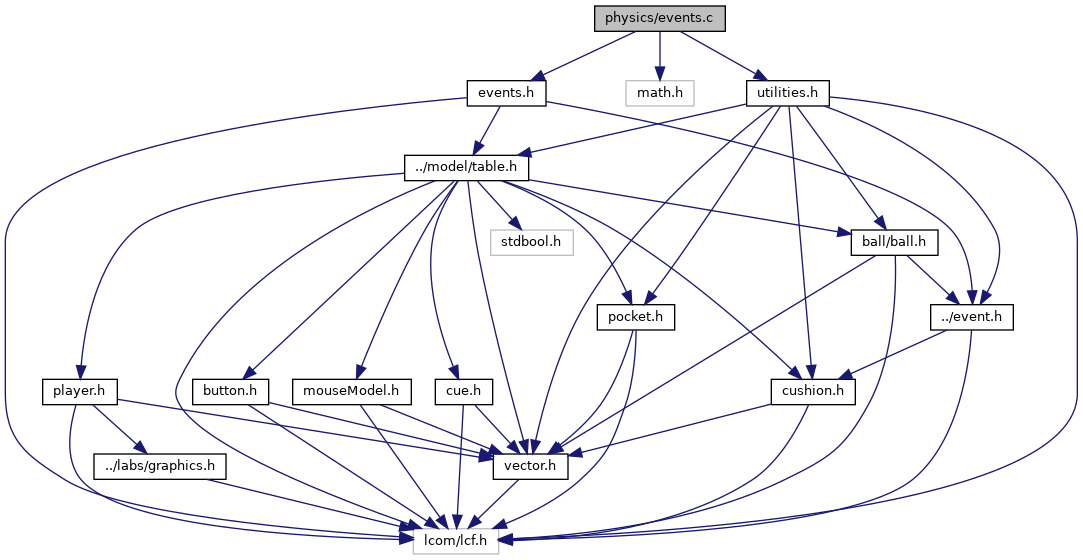 physics/events.c
events.h
math.h
utilities.h
../model/table.h
stdbool.h
ball/ball.h
pocket.h
../event.h
player.h
button.h
mouseModel.h
cue.h
cushion.h
../labs/graphics.h
vector.h
lcom/lcf.h